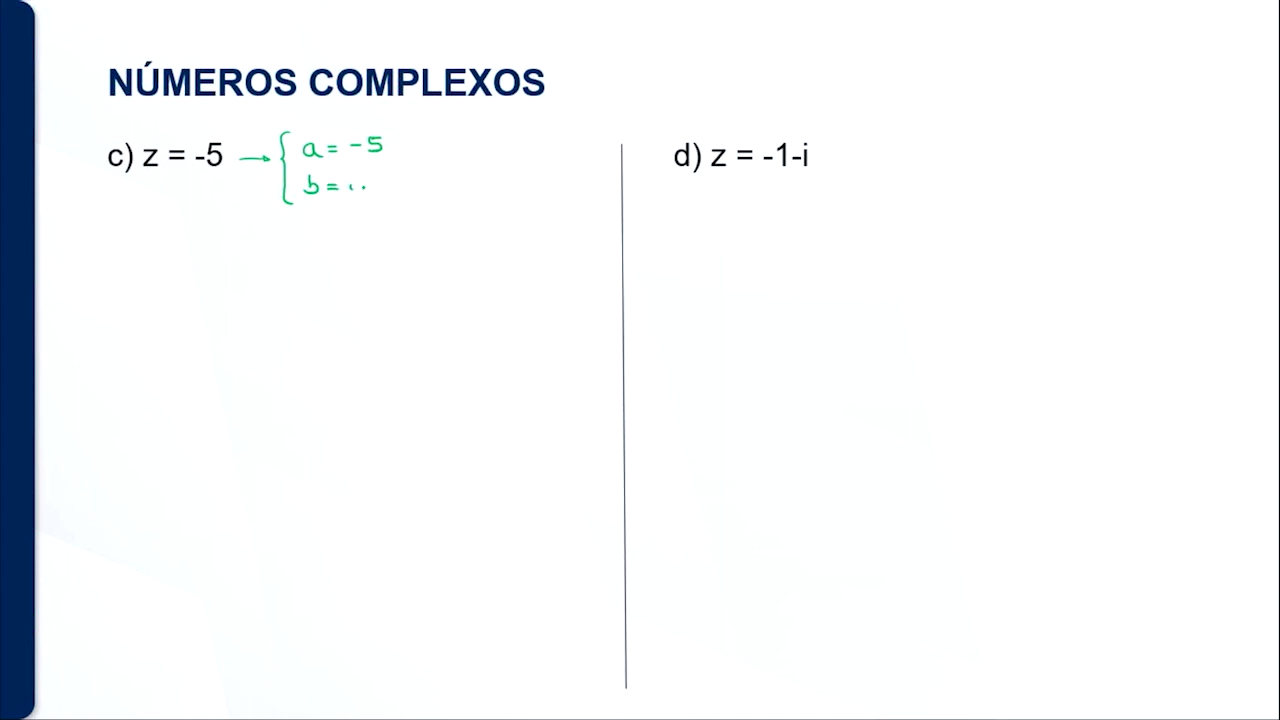 NÚMEROS COMPLEXOS
c) z = -5 → { a = -5
b =
d) z = -1-i